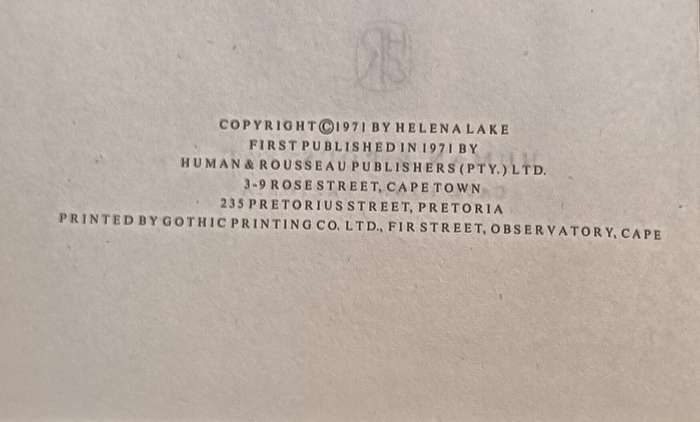 COPYRIGHT©1971 BY HELENA LAKE
FIRST PUBLISHED IN 1971 BY
HUMAN & ROUSSEAU PUBLISHERS (PTY.) LTD.
3-9 ROSE STREET, CAPE TOWN
235 PRETORIUS STREET, PRETORIA
PRINTED BY GOTHIC PRINTING CO. LTD., FIR STREET, OBSERVATORY, CAPE